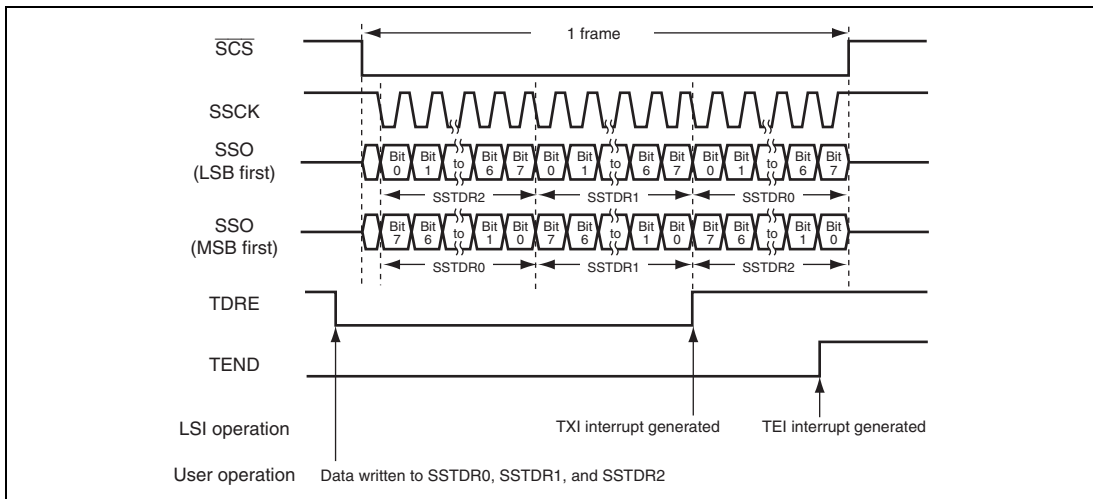 1 frame
SCS
SSCK
SSO
(LSB first)
Bit 0 Bit 1 to Bit 6 Bit 7 Bit 0 Bit 1 to Bit 6 Bit 7 Bit 0 Bit 1 to Bit 6 Bit 7
SSTDR2 SSTDR1 SSTDR0
SSO
(MSB first)
Bit 7 Bit 6 to Bit 1 Bit 0 Bit 7 Bit 6 to Bit 1 Bit 0 Bit 7 Bit 6 to Bit 1 Bit 0
SSTDR0 SSTDR1 SSTDR2
TDRE
TEND
LSI operation TXI interrupt generated TEI interrupt generated
User operation Data written to SSTDR0, SSTDR1, and SSTDR2